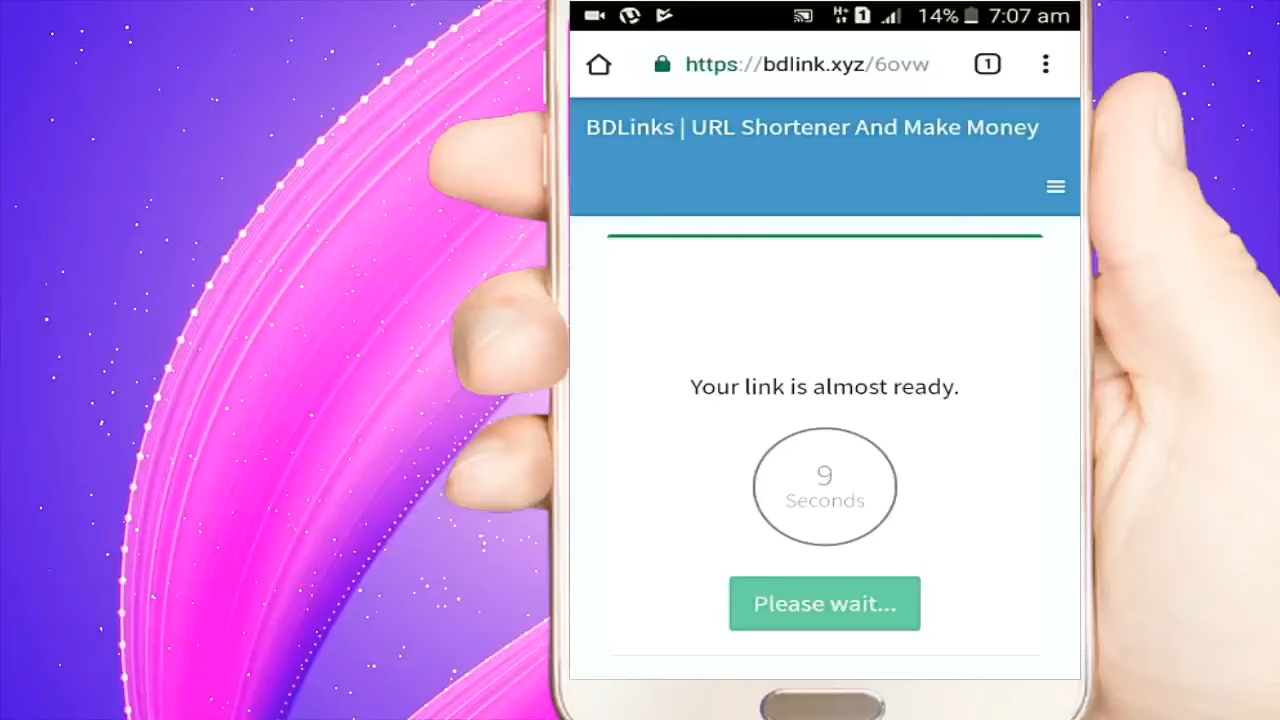 H+ 1 14% 7:07 am
https://bdlink.xyz/6ovw 1
BDLinks | URL Shortener And Make Money
Your link is almost ready.
9
Seconds
Please wait...